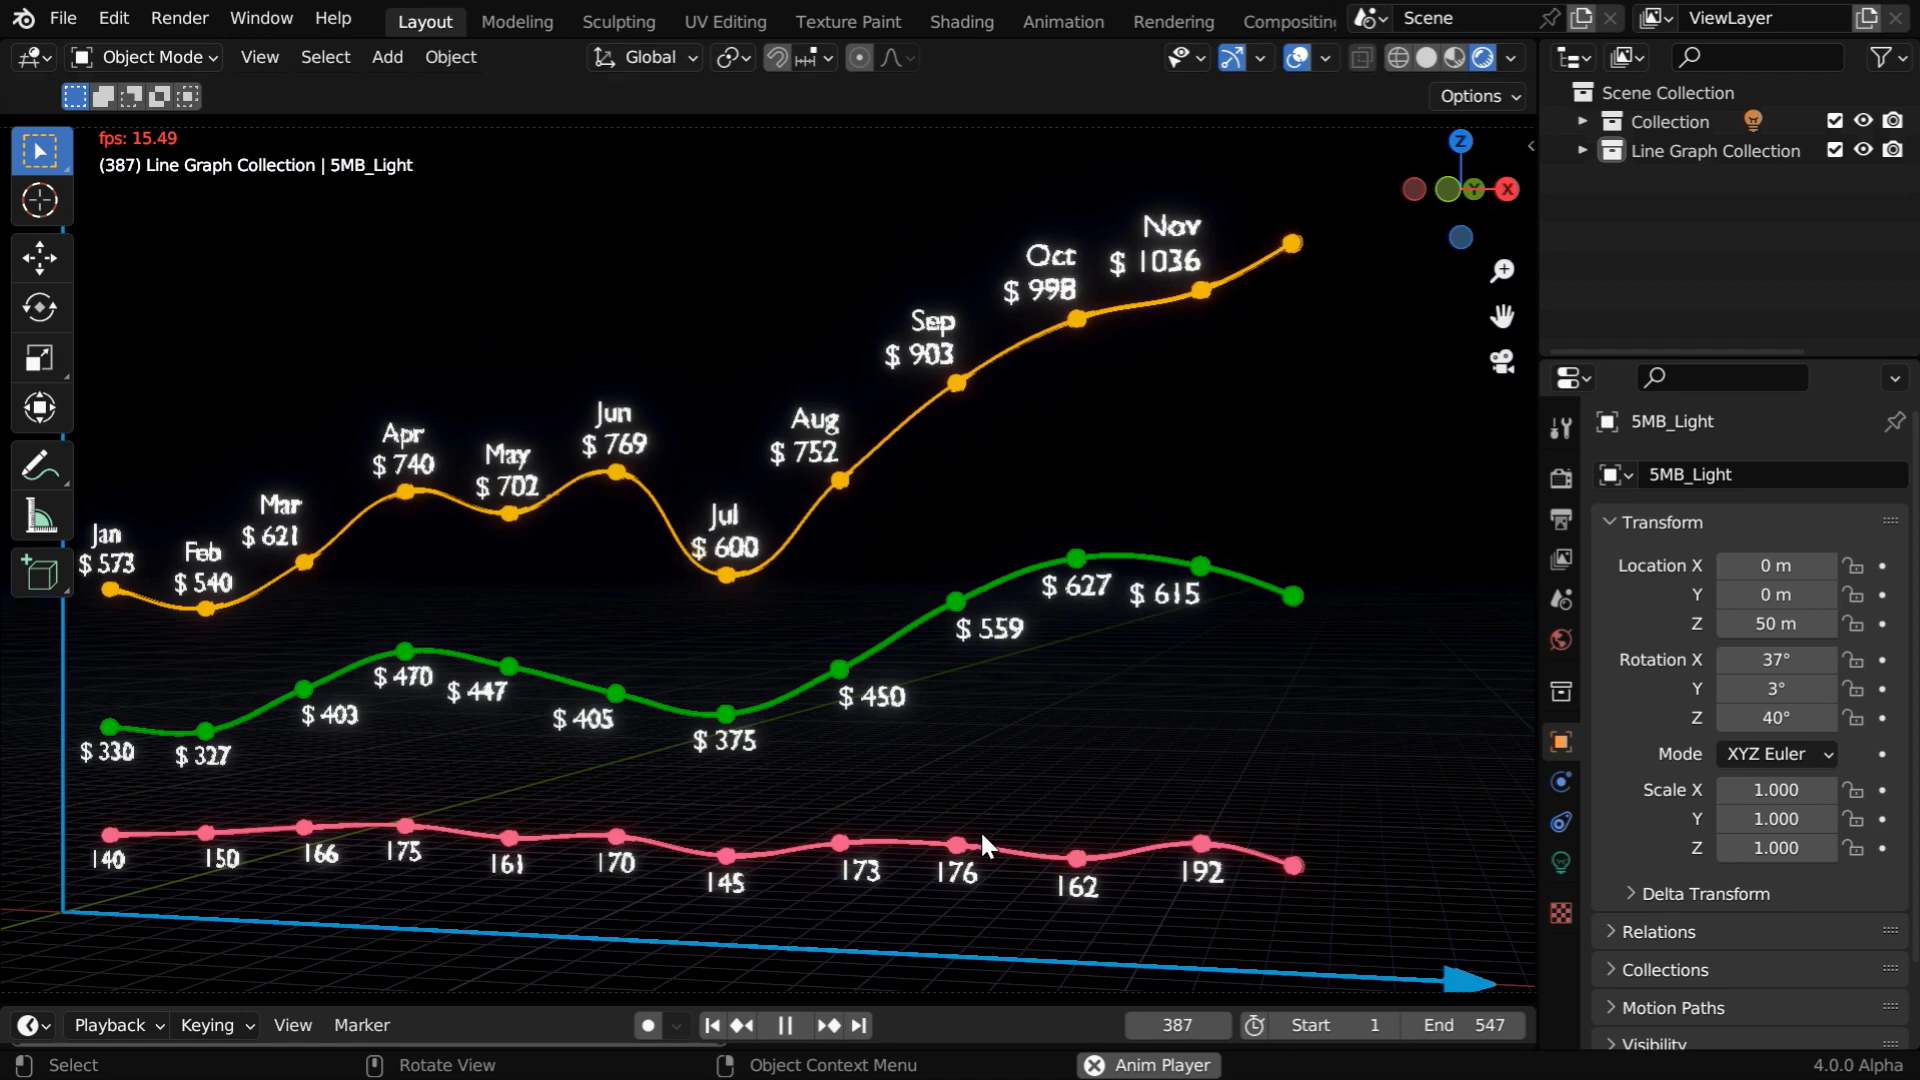 File Edit Render Window Help Layout Modeling Sculpting UV Editing Texture Paint Shading Animation Rendering Scene ViewLayer
Object Mode View Select Add Object Global
Options
fps: 15.49
(387) Line Graph Collection | 5MB_Light
Z
Y X
Nov
$ 1036
Oct
$ 998
Sep
$ 903
Aug
$ 752
Jun
$ 769
Apr
$ 740
May
$ 702
Mar
$ 621
Jul
$ 600
Jan
$ 573
Feb
$ 540
$ 330 $ 327 $ 403 $ 470 $ 447 $ 405 $ 375 $ 450 $ 559 $ 627 $ 615
140 150 166 175 161 170 145 173 176 162 192
Scene Collection
Collection
Line Graph Collection
5MB_Light
5MB_Light
Transform
Location X 0 m
Y 0 m
Z 50 m
Rotation X 37°
Y 3°
Z 40°
Mode XYZ Euler
Scale X 1.000
Y 1.000
Z 1.000
Delta Transform
Relations
Collections
Motion Paths
Visibility
Playback Keying View Marker 387 Start 1 End 547
Select Rotate View Object Context Menu Anim Player 4.0.0 Alpha